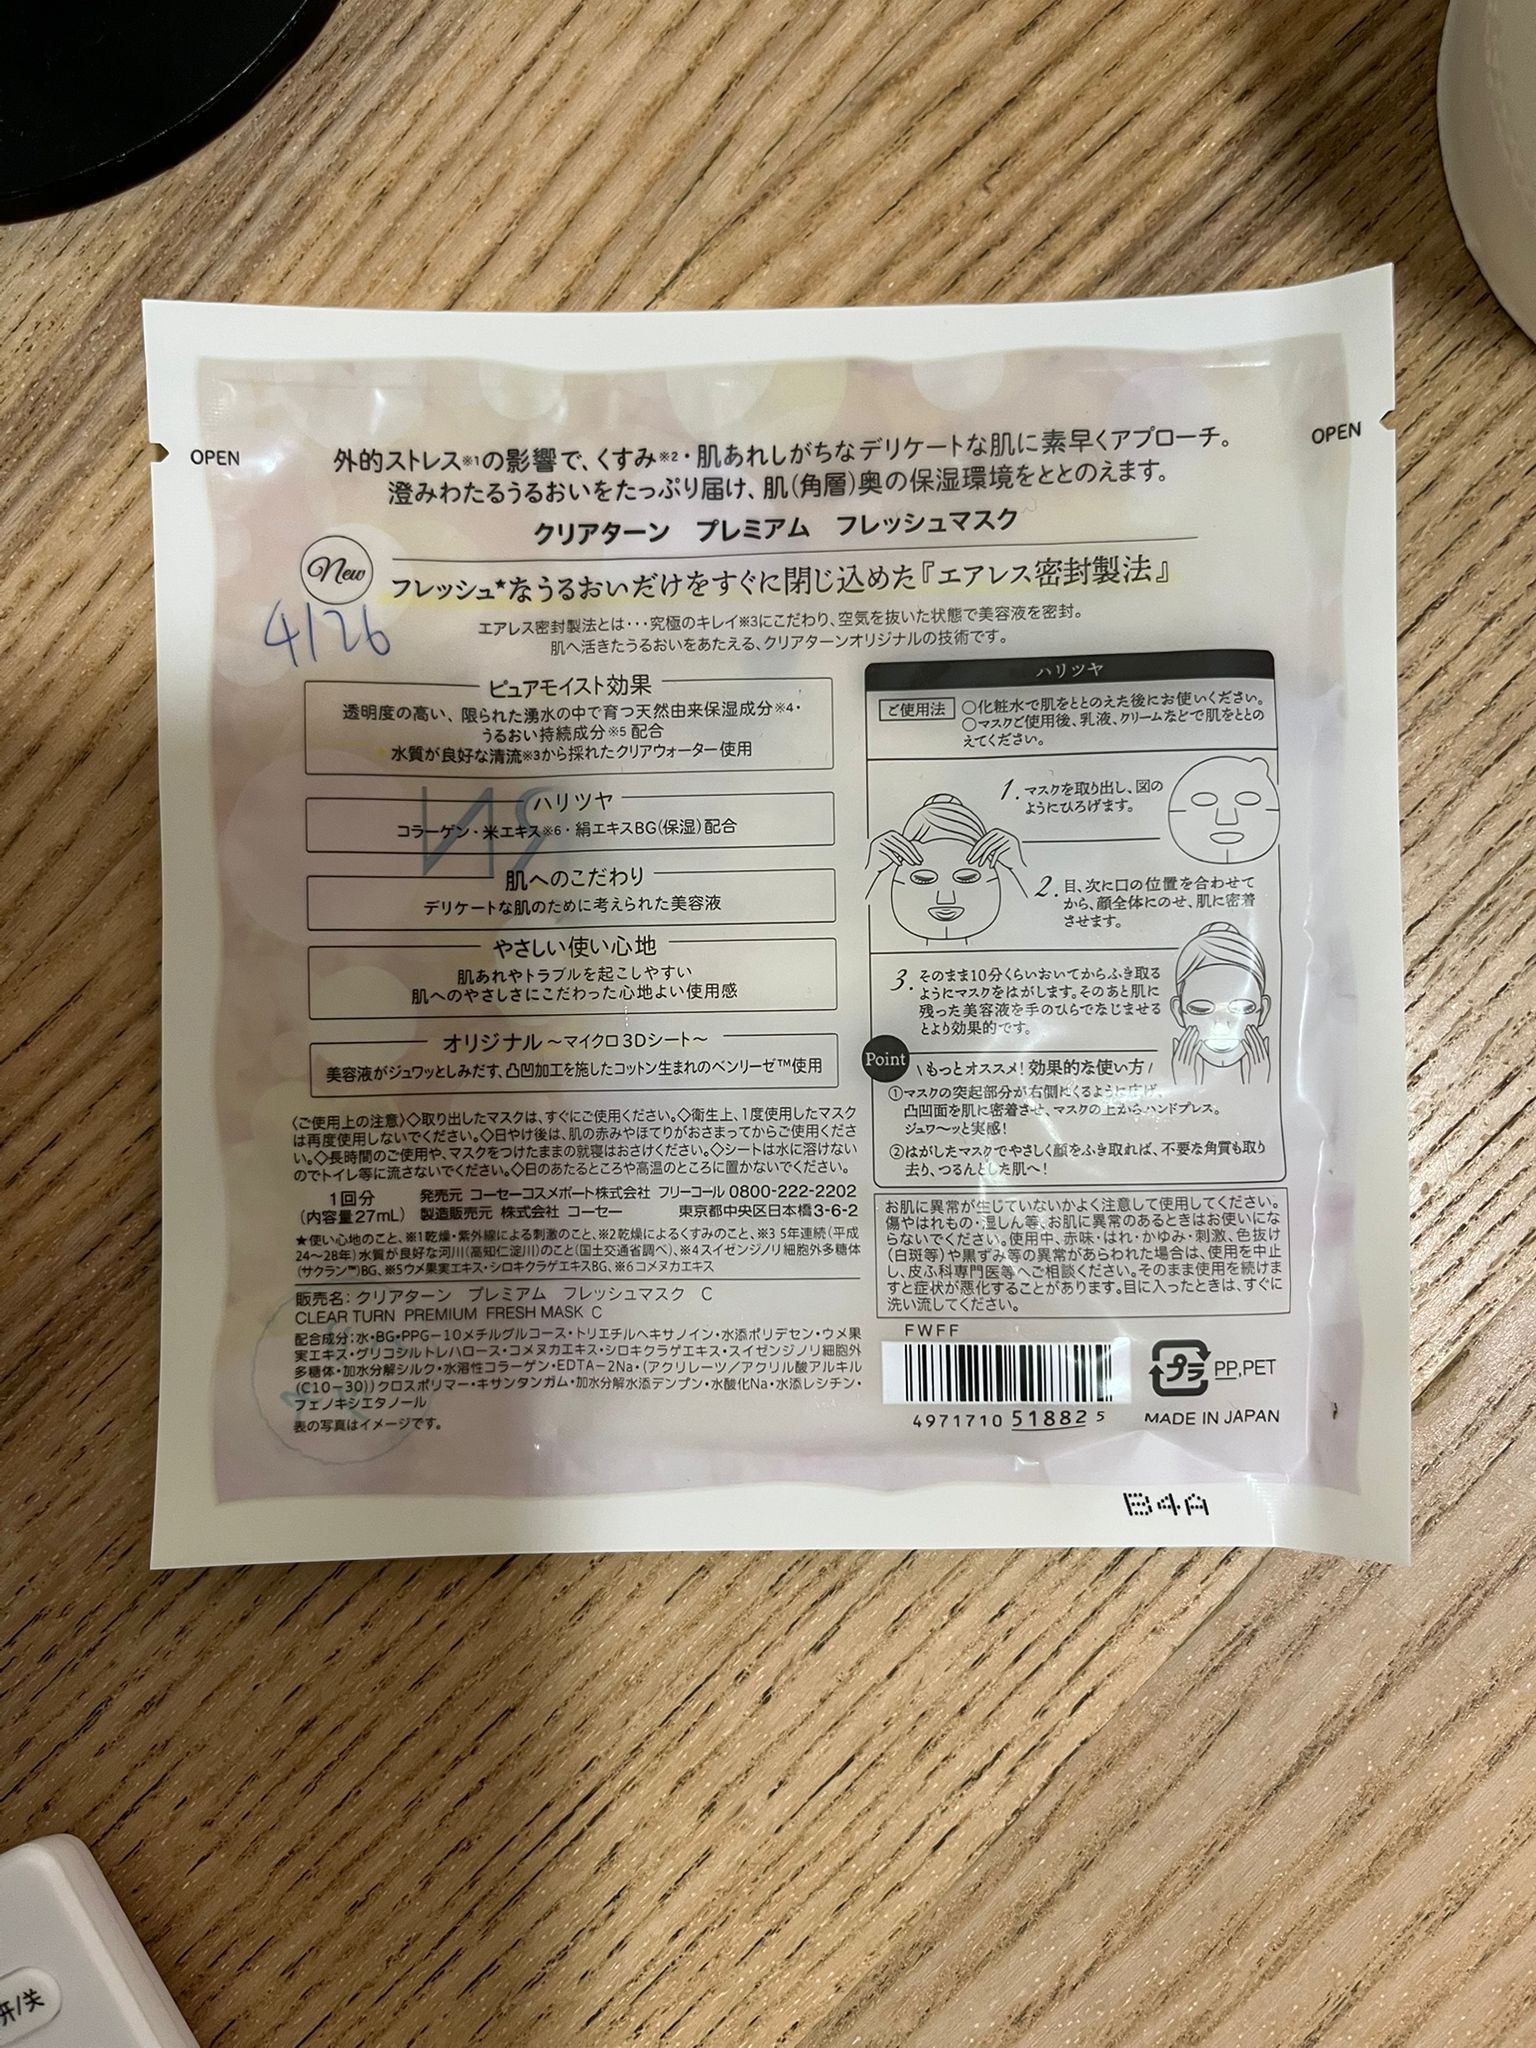 OPEN
OPEN
外的ストレス※1の影響で、くすみ※2・肌あれしがちなデリケートな肌に素早くアプローチ。
澄みわたるうるおいをたっぷり届け、肌(角層)奥の保湿環境をととのえます。
クリアターン プレミアム フレッシュマスク
New
フレッシュ★なうるおいだけをすぐに閉じ込めた『エアレス密封製法』
4/26
エアレス密封製法とは・・・究極のキレイ※3にこだわり、空気を抜いた状態で美容液を密封。
肌へ活きたうるおいをあたえる、クリアターンオリジナルの技術です。
ピュアモイスト効果
透明度の高い、限られた湧水の中で育つ天然由来保湿成分※4・
うるおい持続成分※5 配合
水質が良好な清流※3から採れたクリアウォーター使用
ハリツヤ
コラーゲン・米エキス※6・絹エキスBG(保湿)配合
肌へのこだわり
デリケートな肌のために考えられた美容液
やさしい使い心地
肌あれやトラブルを起こしやすい
肌へのやさしさにこだわった心地よい使用感
オリジナル ～マイクロ3Dシート～
美容液がジュワッとしみだす、凸凹加工を施したコットン生まれのベンリーゼ™使用
〈ご使用上の注意〉◇取り出したマスクは、すぐにご使用ください。◇衛生上、1度使用したマスク
は再度使用しないでください。◇日やけ後は、肌の赤みやほてりがおさまってからご使用くださ
い。◇長時間のご使用や、マスクをつけたままの就寝はおさけください。◇シートは水に溶けない
のでトイレ等に流さないでください。◇日のあたるところや高温のところに置かないでください。
1回分
(内容量27mL)
発売元 コーセーコスメポート株式会社 フリーコール 0800-222-2202
製造販売元 株式会社 コーセー 東京都中央区日本橋3-6-2
★使い心地のこと、※1乾燥・紫外線による刺激のこと、※2乾燥によるくすみのこと、※3 5年連続(平成
24～28年)水質が良好な河川(高知仁淀川)のこと(国土交通省調べ)、※4スイゼンジノリ細胞外多糖体
(サクラン™)BG、※5ウメ果実エキス・シロキクラゲエキスBG、※6コメヌカエキス
販売名：クリアターン プレミアム フレッシュマスク C
CLEAR TURN PREMIUM FRESH MASK C
配合成分：水・BG・PPG－10メチルグルコース・トリエチルヘキサノイン・水添ポリデセン・ウメ果
実エキス・グリコシルトレハロース・コメヌカエキス・シロキクラゲエキス・スイゼンジノリ細胞外
多糖体・加水分解シルク・水溶性コラーゲン・EDTA－2Na・(アクリレーツ／アクリル酸アルキル
(C10－30))クロスポリマー・キサンタンガム・加水分解水添デンプン・水酸化Na・水添レシチン・
フェノキシエタノール
表の写真はイメージです。
ハリツヤ
ご使用法
○化粧水で肌をととのえた後にお使いください。
○マスクご使用後、乳液、クリームなどで肌をととの
えてください。
1. マスクを取り出し、図の
ようにひろげます。
2. 目、次に口の位置を合わせて
から、顔全体にのせ、肌に密着
させます。
3. そのまま10分くらいおいてからふき取る
ようにマスクをはがします。そのあと肌に
残った美容液を手のひらでなじませる
とより効果的です。
Point
\ もっとオススメ！効果的な使い方 /
①マスクの突起部分が右側にくるように広げ、
凸凹面を肌に密着させ、マスクの上からハンドプレス。
ジュワ～ッと実感！
②はがしたマスクでやさしく顔をふき取れば、不要な角質も取り
去り、つるんとした肌へ！
お肌に異常が生じていないかよく注意して使用してください。
傷やはれもの・湿しん等、お肌に異常のあるときはお使いにな
らないでください。使用中、赤味・はれ・かゆみ・刺激、色抜け
(白斑等)や黒ずみ等の異常があらわれた場合は、使用を中止
し、皮ふ科専門医等へご相談ください。そのまま使用を続けま
すと症状が悪化することがあります。目に入ったときは、すぐに
洗い流してください。
FWFF
4971710 518825
プラ
PP,PET
MADE IN JAPAN
B4A
开/关